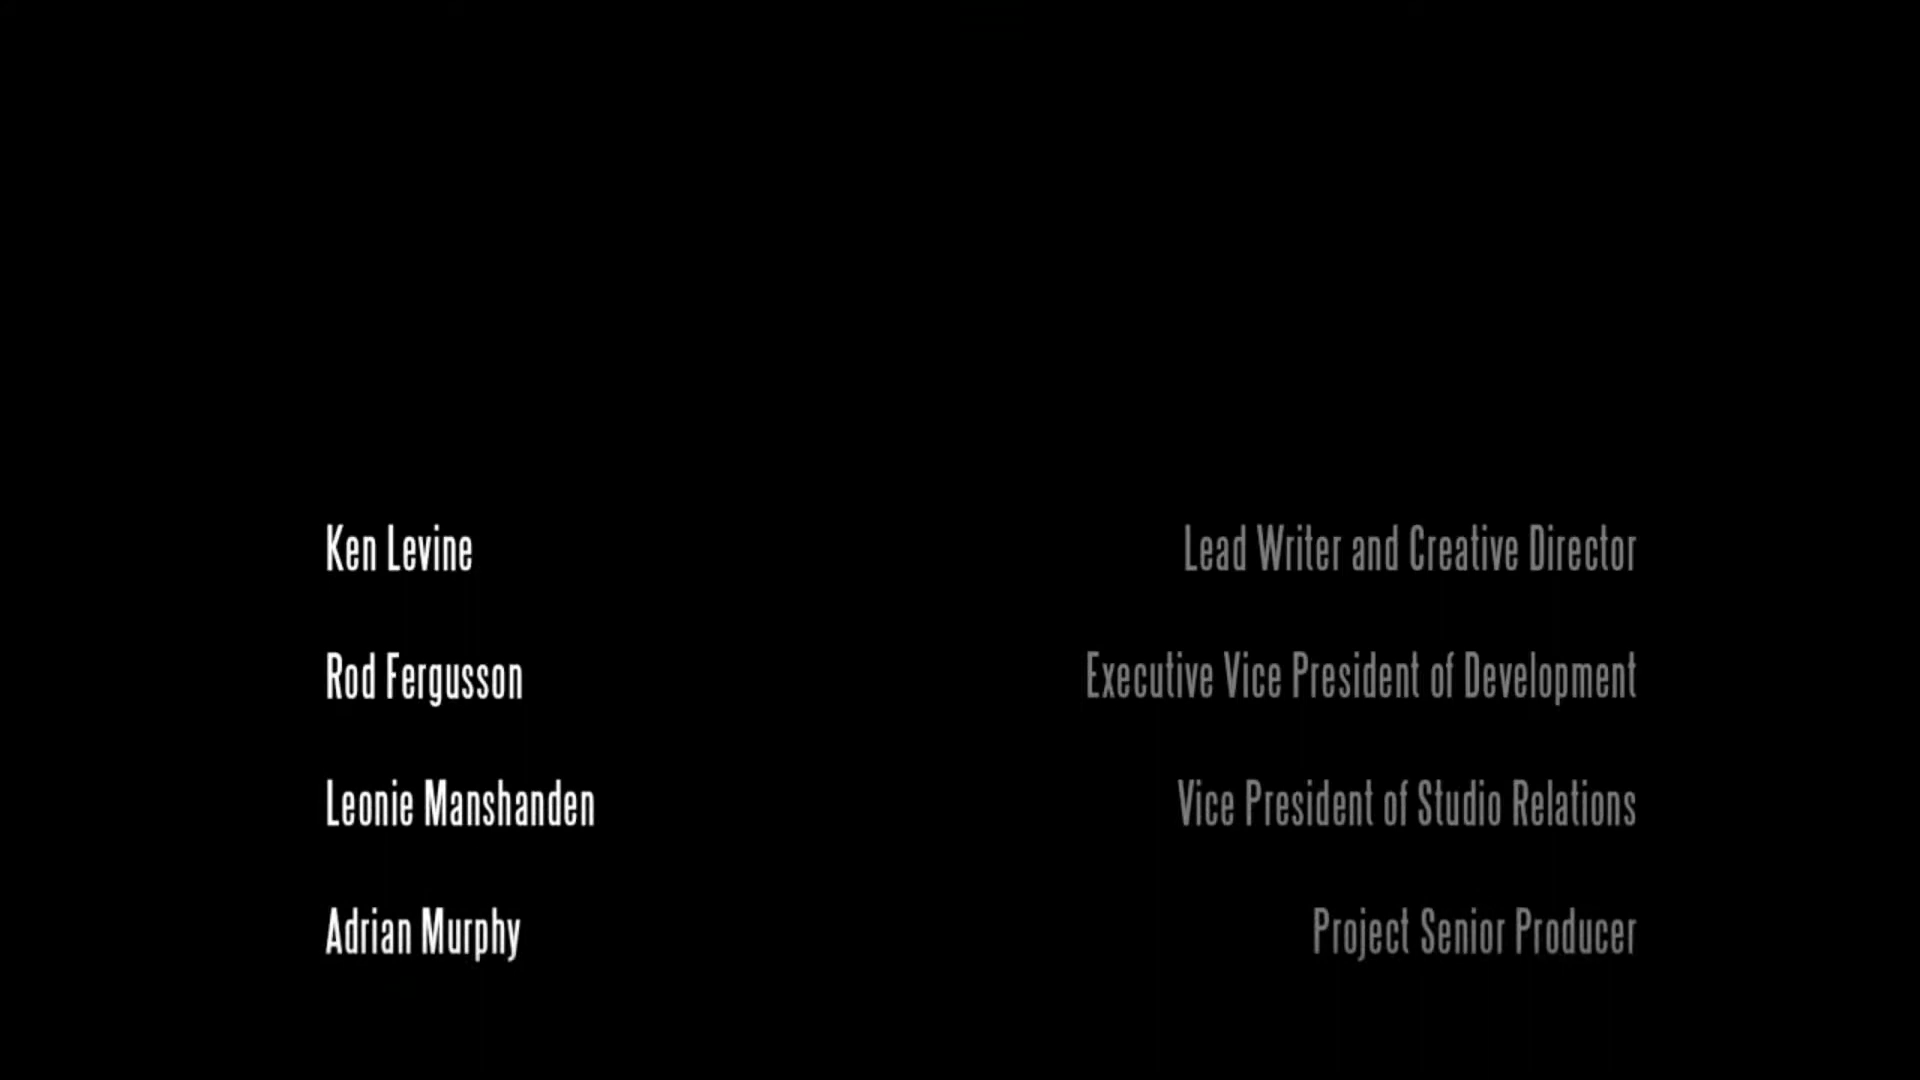 Ken Levine Lead Writer and Creative Director
Rod Fergusson Executive Vice President of Development
Leonie Manshanden Vice President of Studio Relations
Adrian Murphy Project Senior Producer